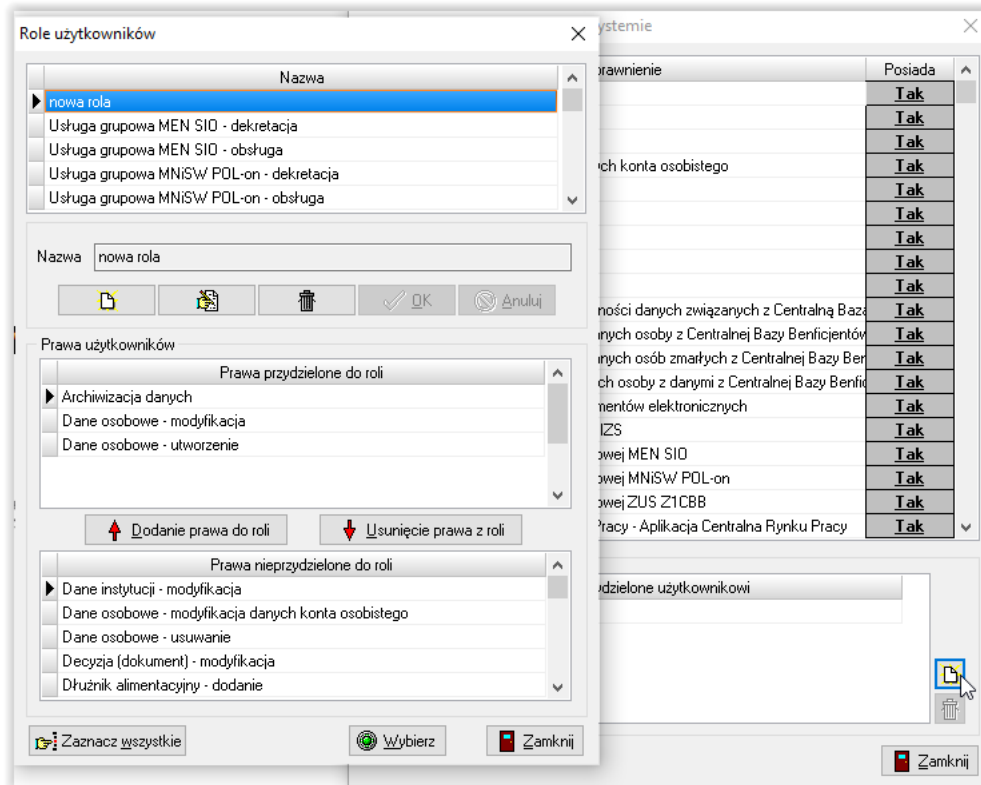 Role użytkowników
Nazwa
nowa rola
Usługa grupowa MEN SIO - dekretacja
Usługa grupowa MEN SIO - obsługa
Usługa grupowa MNiSW POL-on - dekretacja
Usługa grupowa MNiSW POL-on - obsługa
Nazwa nowa rola
OK Anuluj
Prawa użytkowników
Prawa przydzielone do roli
Archiwizacja danych
Dane osobowe - modyfikacja
Dane osobowe - utworzenie
Dodanie prawa do roli Usunięcie prawa z roli
Prawa nieprzydzielone do roli
Dane instytucji - modyfikacja
Dane osobowe - modyfikacja danych konta osobistego
Dane osobowe - usuwanie
Decyzja (dokument) - modyfikacja
Dłużnik alimentacyjny - dodanie
Zaznacz wszystkie Wybierz Zamknij
ystemie
prawnienie Posiada
Tak
Tak
Tak
ch konta osobistego Tak
Tak
Tak
Tak
Tak
Tak
ności danych związanych z Centralną Baza Tak
nych osoby z Centralnej Bazy Benficjentów Tak
nych osób zmarłych z Centralnej Bazy Ber Tak
ch osoby z danymi z Centralnej Bazy Benfic Tak
mentów elektronicznych Tak
IZS Tak
owej MEN SIO Tak
owej MNiSW POL-on Tak
owej ZUS Z1CBB Tak
Pracy - Aplikacja Centralna Rynku Pracy Tak
ydzielone użytkownikowi
Zamknij